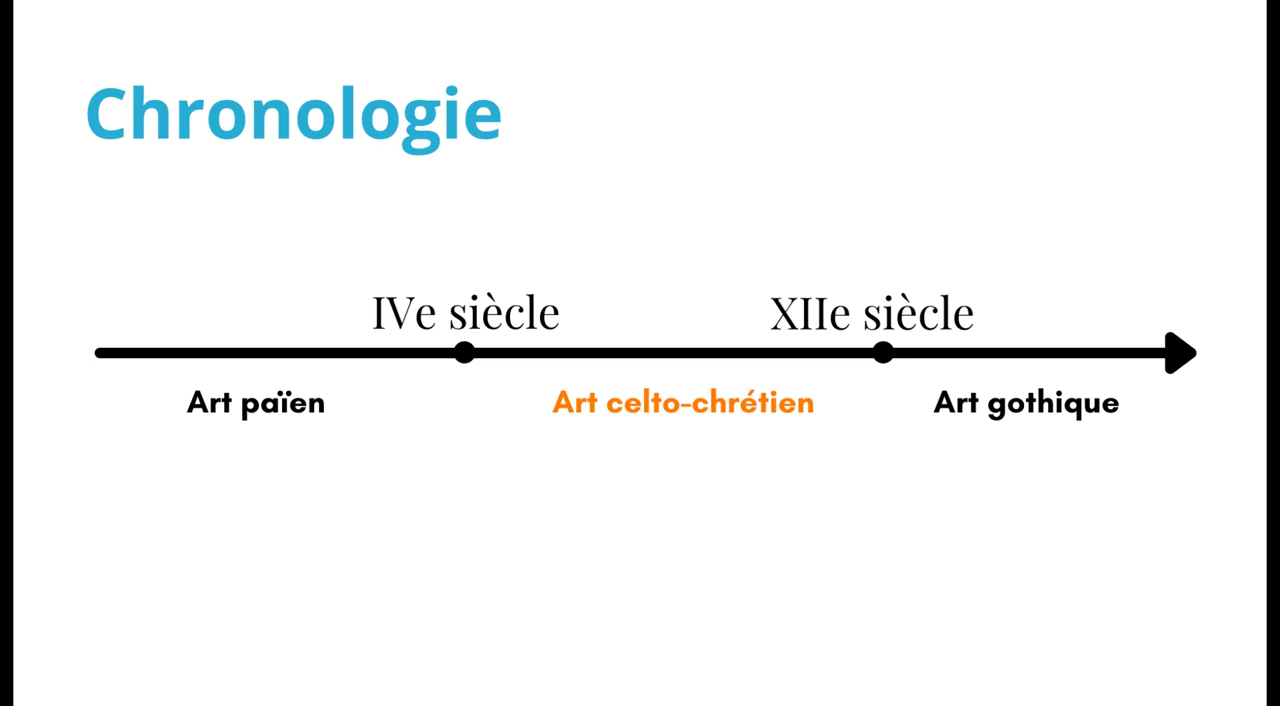 Chronologie
IVe siècle
XIIe siècle
Art païen
Art celto-chrétien
Art gothique